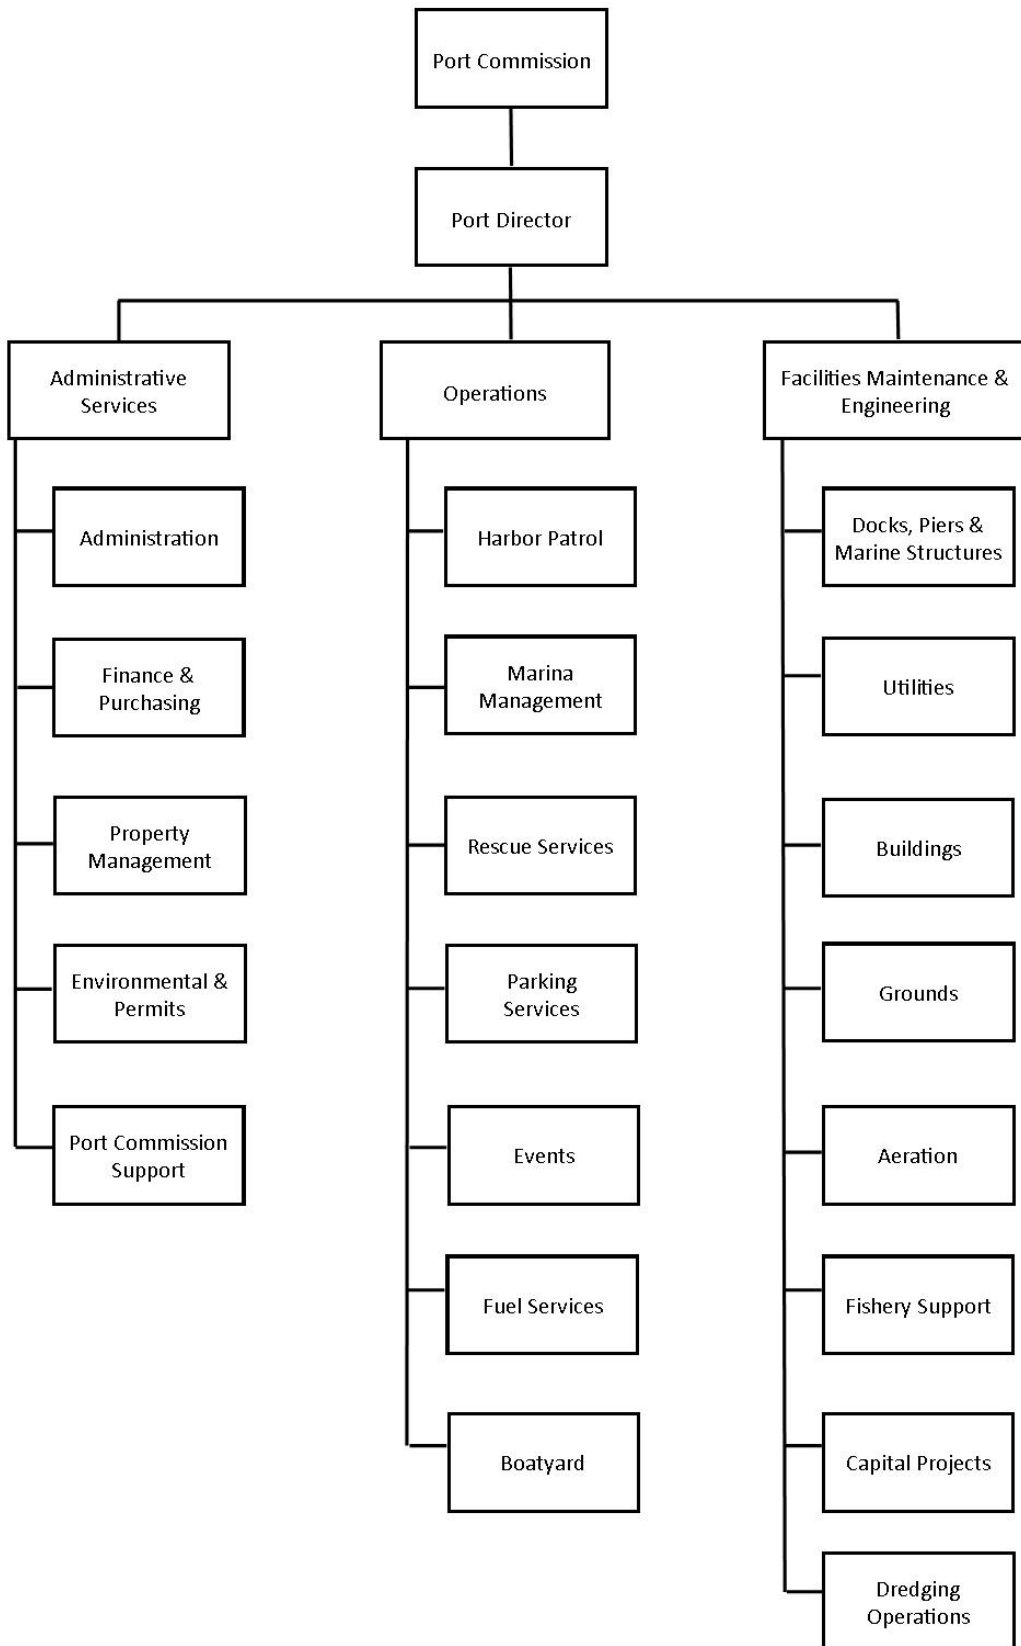 Port Commission
Port Director
Administrative
Services
Administration
Finance &
Purchasing
Property
Management
Environmental &
Permits
Port Commission
Support
Operations
Harbor Patrol
Marina
Management
Rescue Services
Parking
Services
Events
Fuel Services
Boatyard
Facilities Maintenance &
Engineering
Docks, Piers &
Marine Structures
Utilities
Buildings
Grounds
Aeration
Fishery Support
Capital Projects
Dredging
Operations